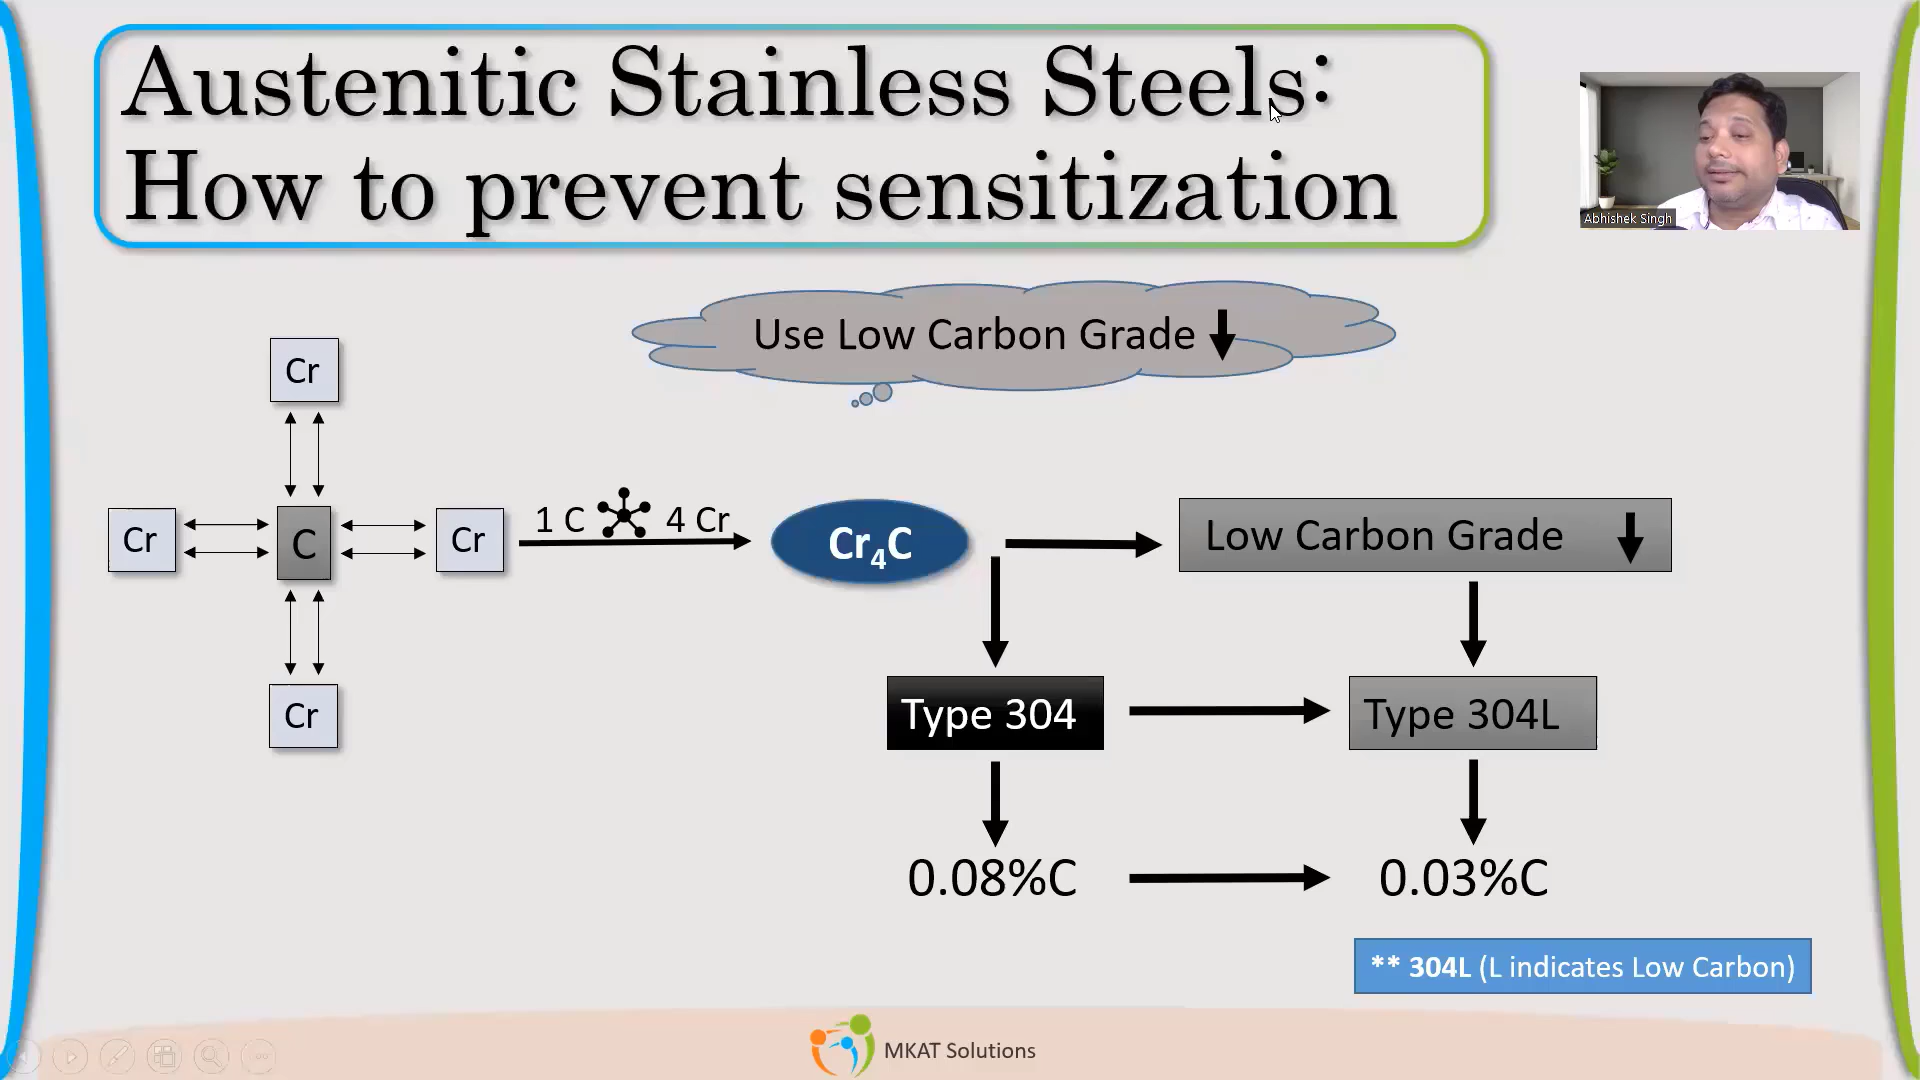 Austenitic Stainless Steels:
How to prevent sensitization
Abhishek Singh
Use Low Carbon Grade
Cr
Cr
C
Cr
Cr
1 C
4 Cr
Cr₄C
Low Carbon Grade
Type 304
Type 304L
0.08%C
0.03%C
** 304L (L indicates Low Carbon)
MKAT Solutions